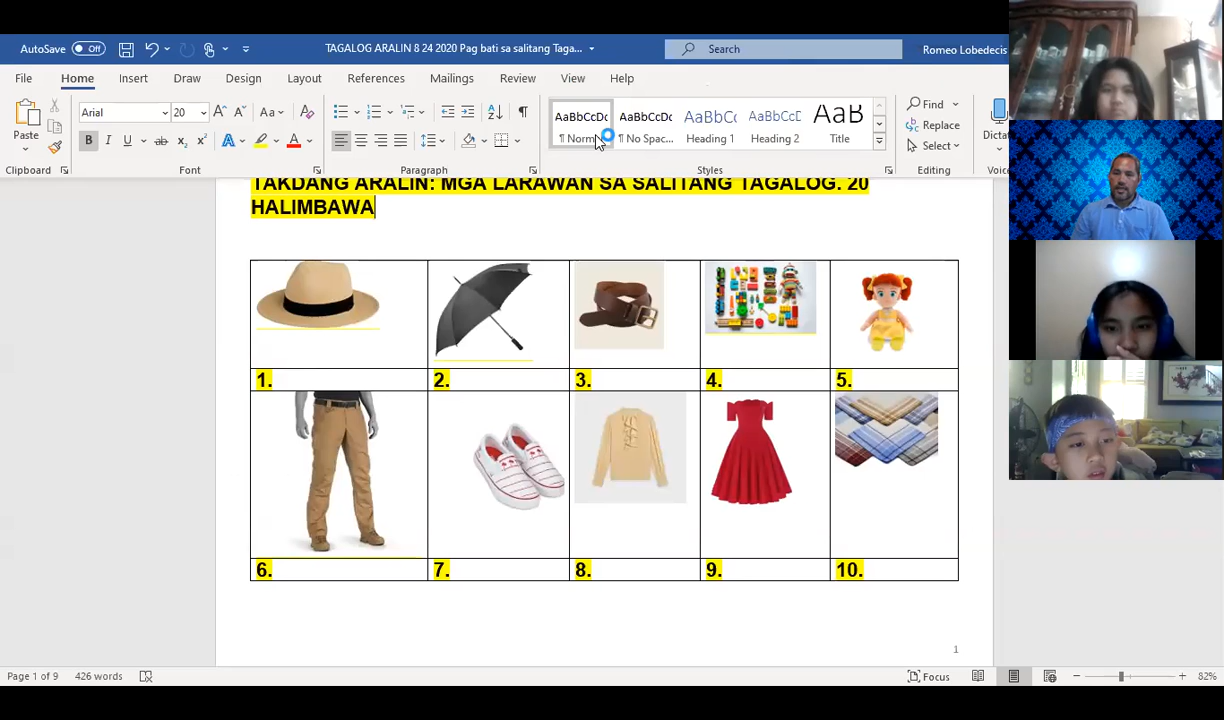 AutoSave Off TAGALOG ARALIN 8 24 2020 Pag bati sa salitang Taga... Search Romeo Lobedecis
File Home Insert Draw Design Layout References Mailings Review View Help
Paste
Arial 20
AaBbCcDc AaBbCcDc AaBbCc AaBbCcD AaB
¶ Norm ¶ No Spac... Heading 1 Heading 2 Title
Find
Replace
Select
Dictat
Font Paragraph Styles Editing Voic
TAKDANG ARALIN: MGA LARAWAN SA SALITANG TAGALOG. 20
HALIMBAWA
1. 2. 3. 4. 5.
6. 7. 8. 9. 10.
1
Page 1 of 9 426 words Focus 82%